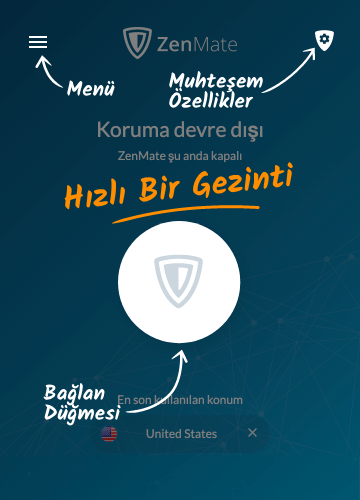 ZenMate
Menü
Muhteşem
Özellikler
Koruma devre dışı
ZenMate şu anda kapalı
Hızlı Bir Gezinti
Bağlan
Düğmesi
En son kullanılan konum
United States